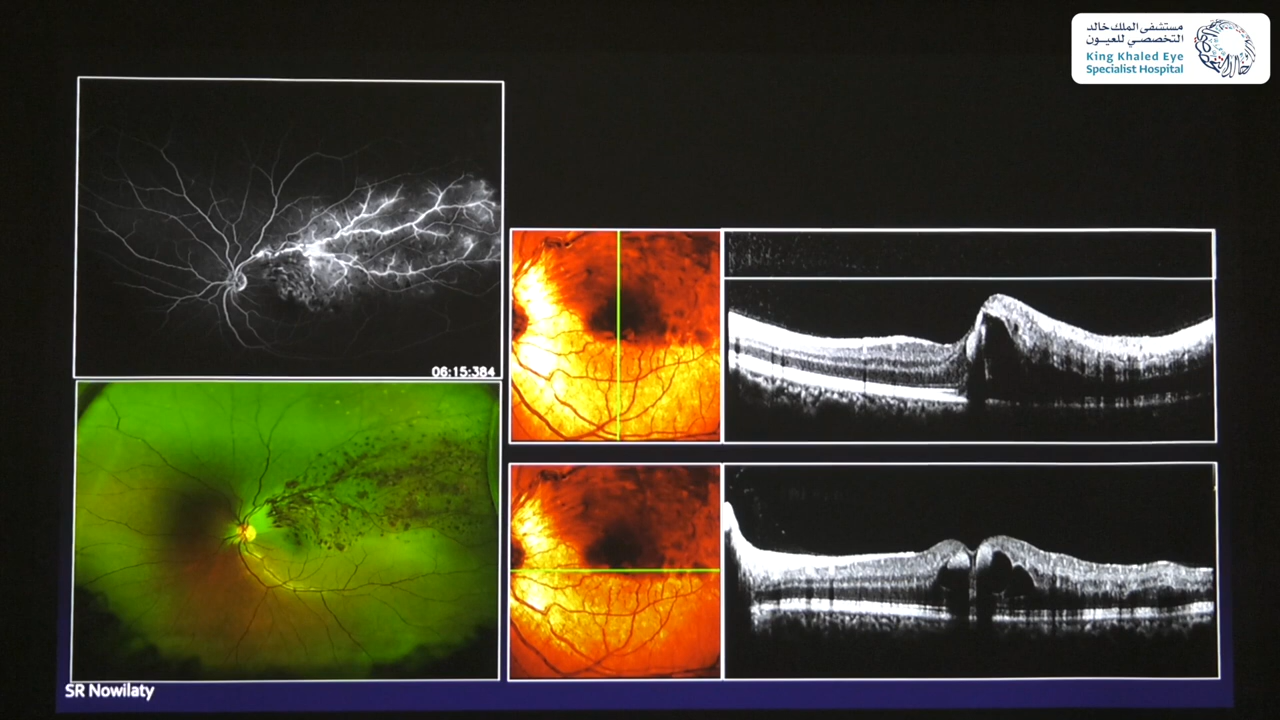 مستشفى الملك خالد
التخصصي للعيون
King Khaled Eye
Specialist Hospital
06:15:384
SR Nowilaty